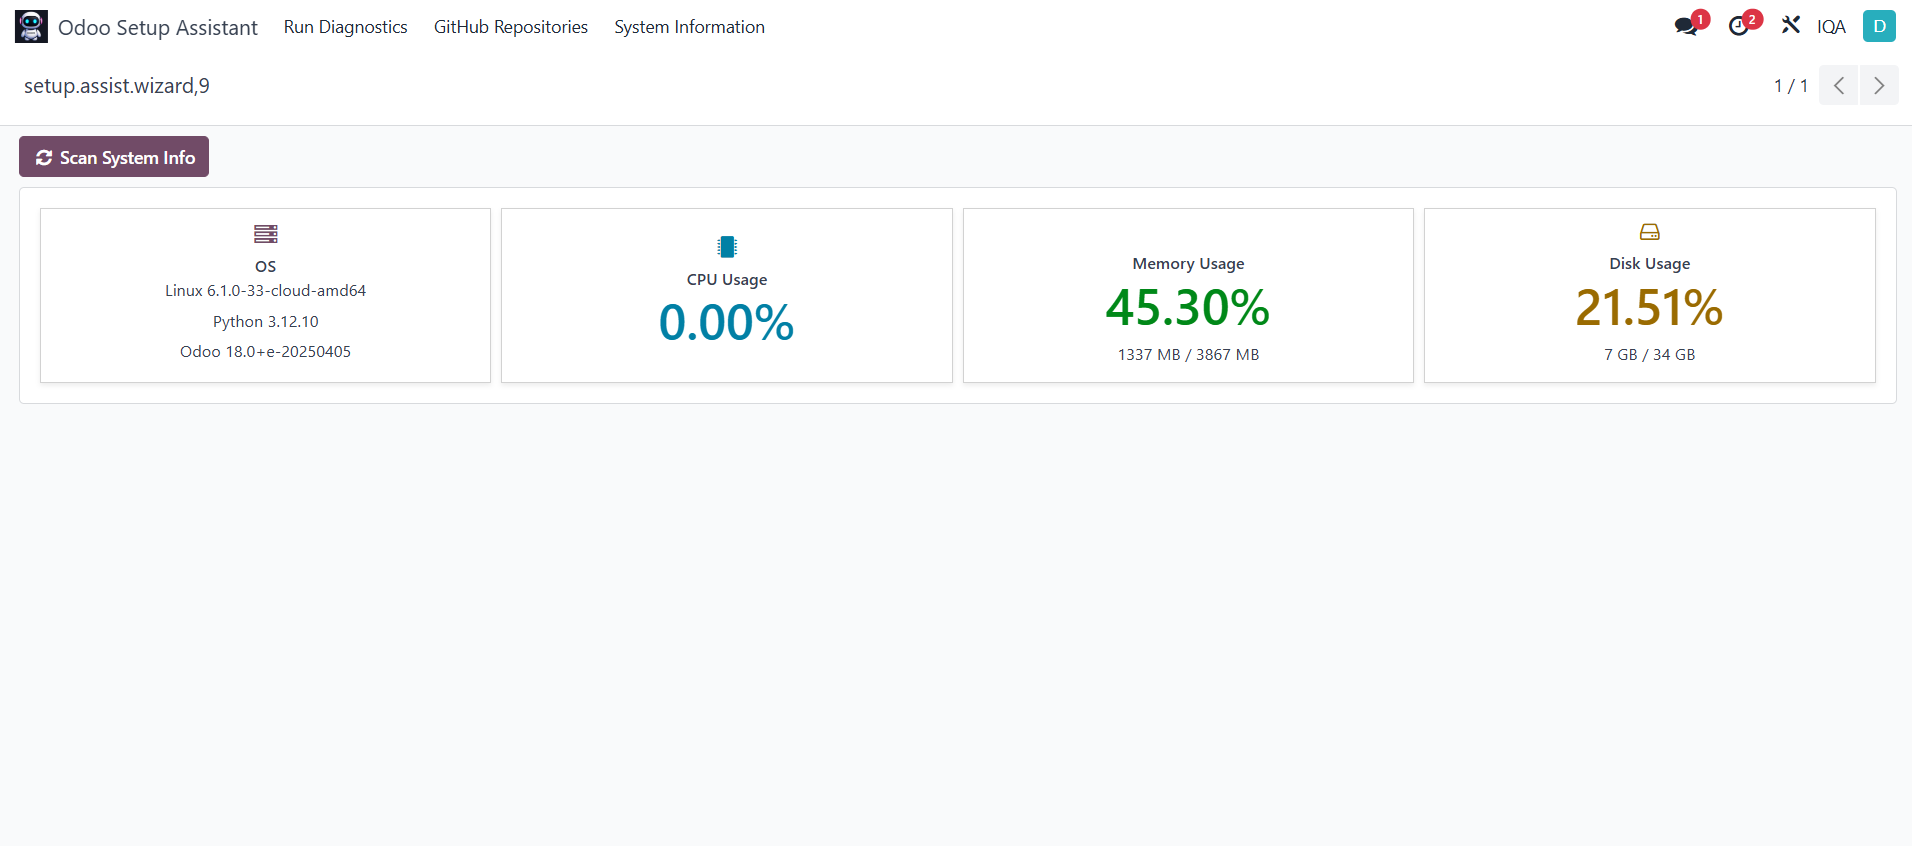 Odoo Setup Assistant Run Diagnostics GitHub Repositories System Information 1 2 IQA D
setup.assist.wizard,9 1 / 1
Scan System Info
OS
Linux 6.1.0-33-cloud-amd64
Python 3.12.10
Odoo 18.0+e-20250405
CPU Usage
0.00%
Memory Usage
45.30%
1337 MB / 3867 MB
Disk Usage
21.51%
7 GB / 34 GB